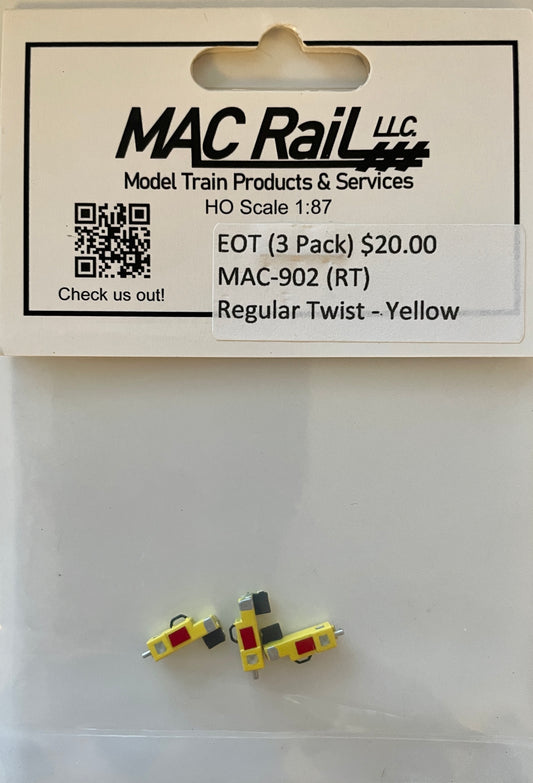 MAC Rail LLC.
Model Train Products & Services
HO Scale 1:87
Check us out!
EOT (3 Pack) $20.00
MAC-902 (RT)
Regular Twist - Yellow